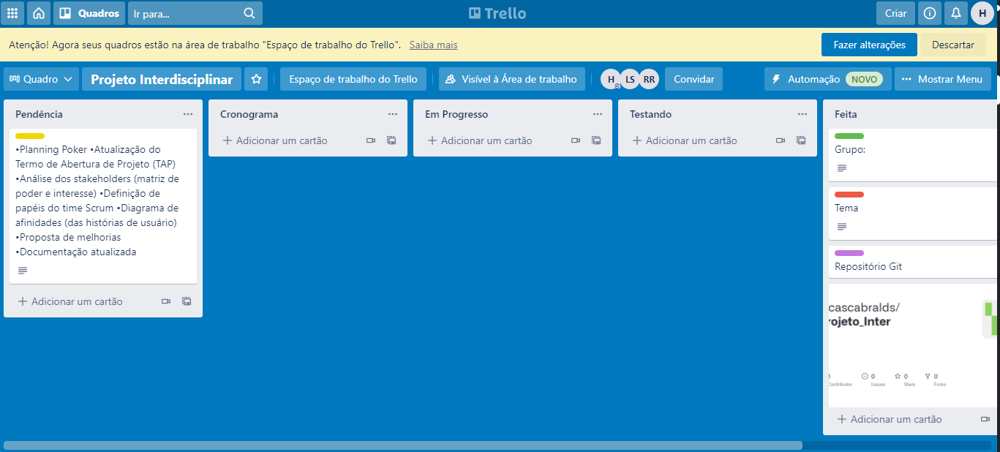 Quadros
Ir para...
Trello
Criar
H
Atenção! Agora seus quadros estão na área de trabalho "Espaço de trabalho do Trello". Saiba mais
Fazer alterações
Descartar
Quadro
Projeto Interdisciplinar
Espaço de trabalho do Trello
Visível à Área de trabalho
H
LS
RR
Convidar
Automação
NOVO
Mostrar Menu
Pendência
•Planning Poker •Atualização do
Termo de Abertura de Projeto (TAP)
•Análise dos stakeholders (matriz de
poder e interesse) •Definição de
papéis do time Scrum •Diagrama de
afinidades (das histórias de usuário)
•Proposta de melhorias
•Documentação atualizada
Adicionar um cartão
Cronograma
Adicionar um cartão
Em Progresso
Adicionar um cartão
Testando
Adicionar um cartão
Feita
Grupo:
Tema
Repositório Git
cascabralds/
rojeto_Inter
0
0
0
Contributor
Issues
Stars
Forks
Adicionar um cartão